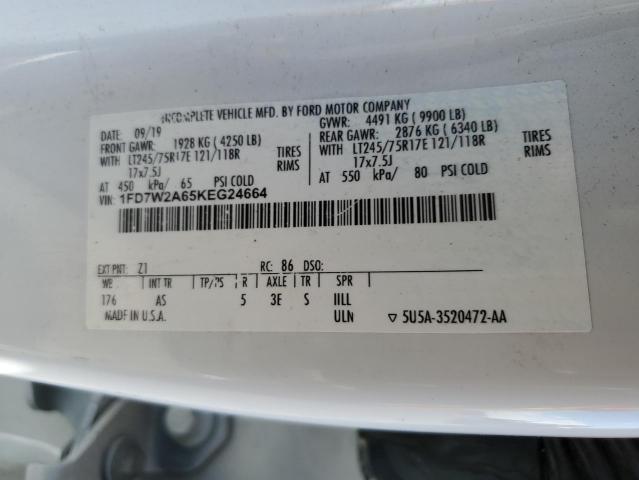 INCOMPLETE VEHICLE MFD. BY FORD MOTOR COMPANY
DATE: 09/19 GVWR: 4491 KG ( 9900 LB)
FRONT GAWR: 1928 KG ( 4250 LB) REAR GAWR: 2876 KG ( 6340 LB)
WITH LT245/75R17E 121/118R TIRES WITH LT245/75R17E 121/118R TIRES
17x7.5J RIMS 17x7.5J RIMS
AT 450 kPa/ 65 PSI COLD AT 550 kPa/ 80 PSI COLD
VIN: 1FD7W2A65KEG24664
EXT PNT: Z1 RC: 86 DSO:
WB INT TR TP/PS R AXLE TR SPR
176 AS 5 3E S IILL
MADE IN U.S.A. ULN ▽ 5U5A-3520472-AA